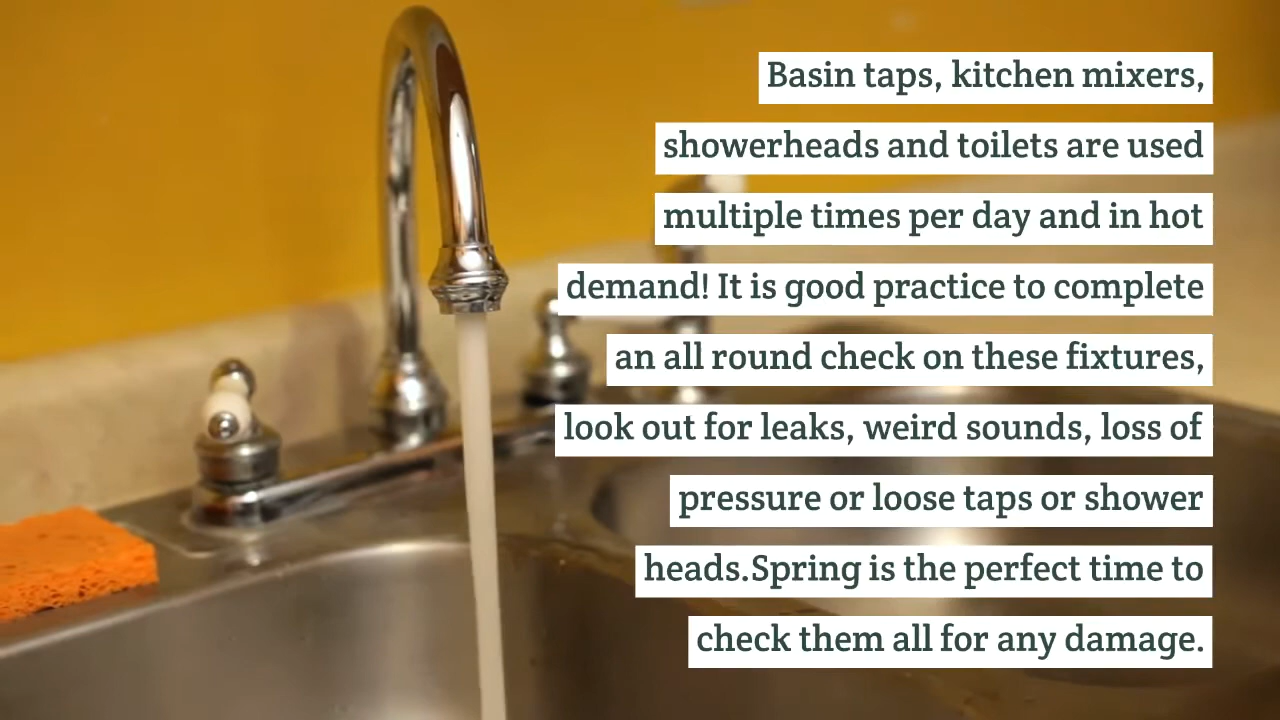 Basin taps, kitchen mixers,
showerheads and toilets are used
multiple times per day and in hot
demand! It is good practice to complete
an all round check on these fixtures,
look out for leaks, weird sounds, loss of
pressure or loose taps or shower
heads.Spring is the perfect time to
check them all for any damage.